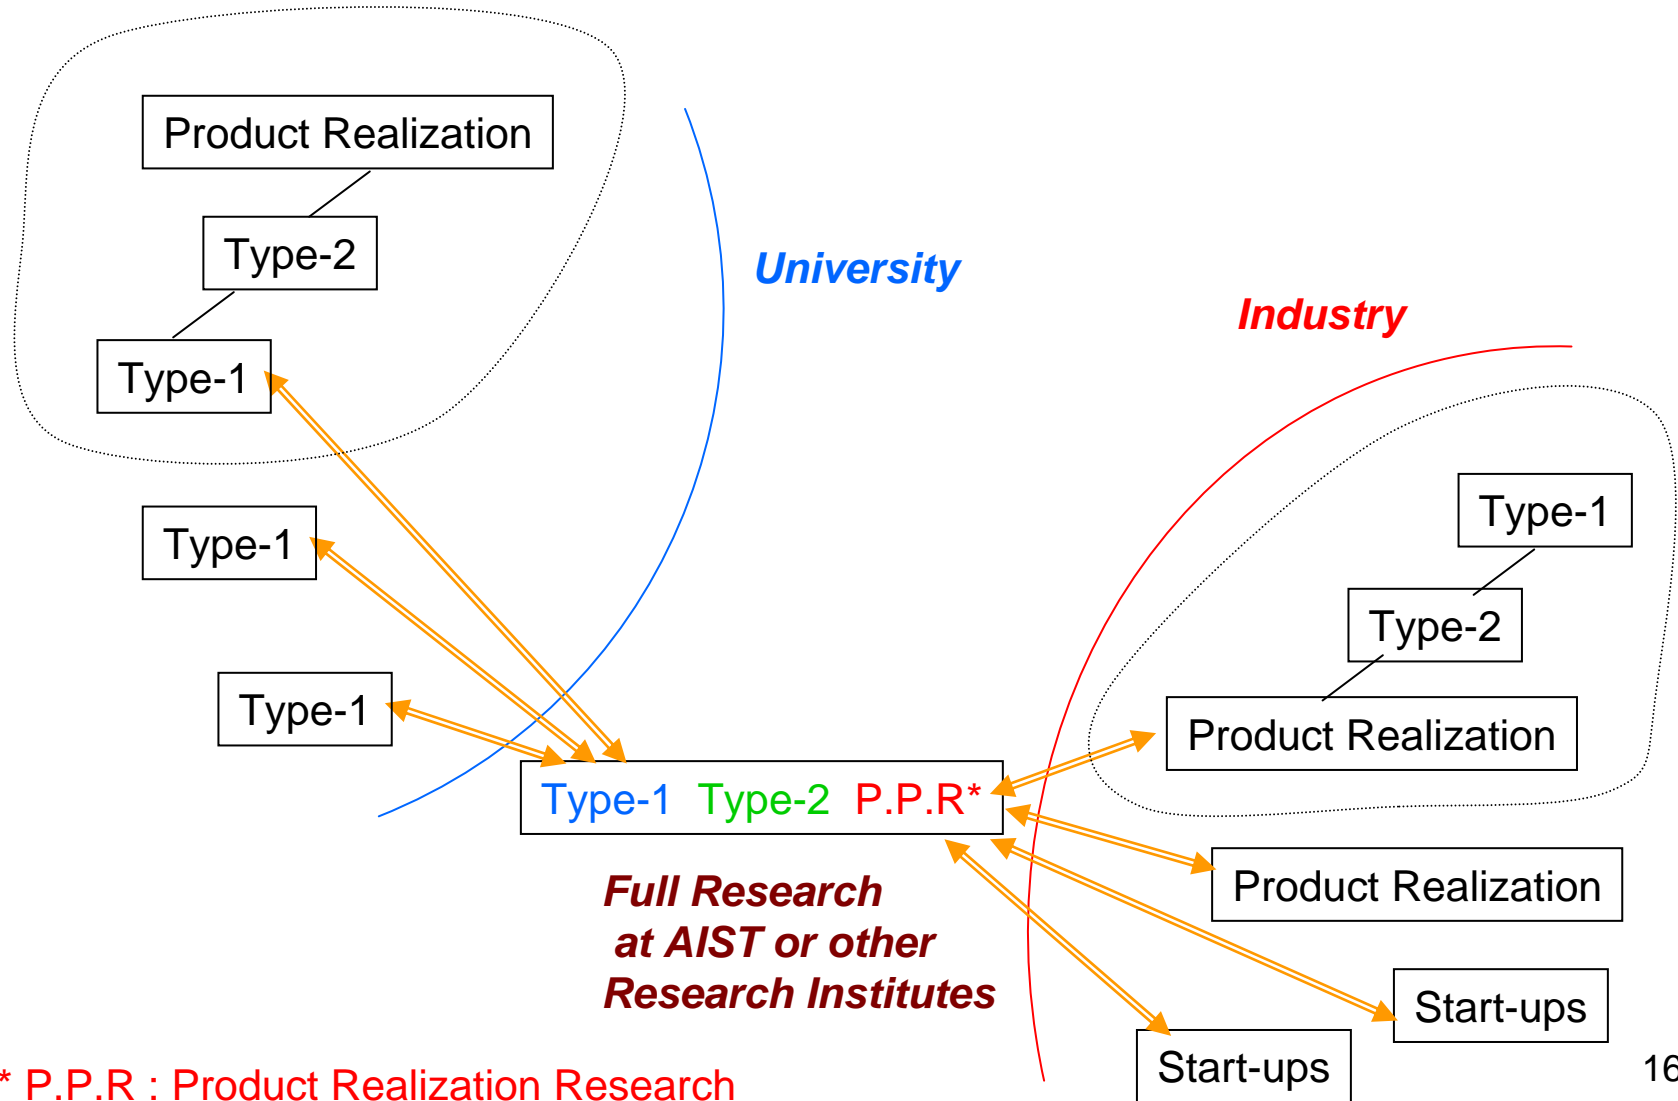 Product Realization
Type-2
Type-1
Type-1
Type-1
University
Industry
Type-1
Type-2
Product Realization
Type-1 Type-2 P.P.R*
Full Research
at AIST or other
Research Institutes
Product Realization
Start-ups
Start-ups
* P.P.R : Product Realization Research
16